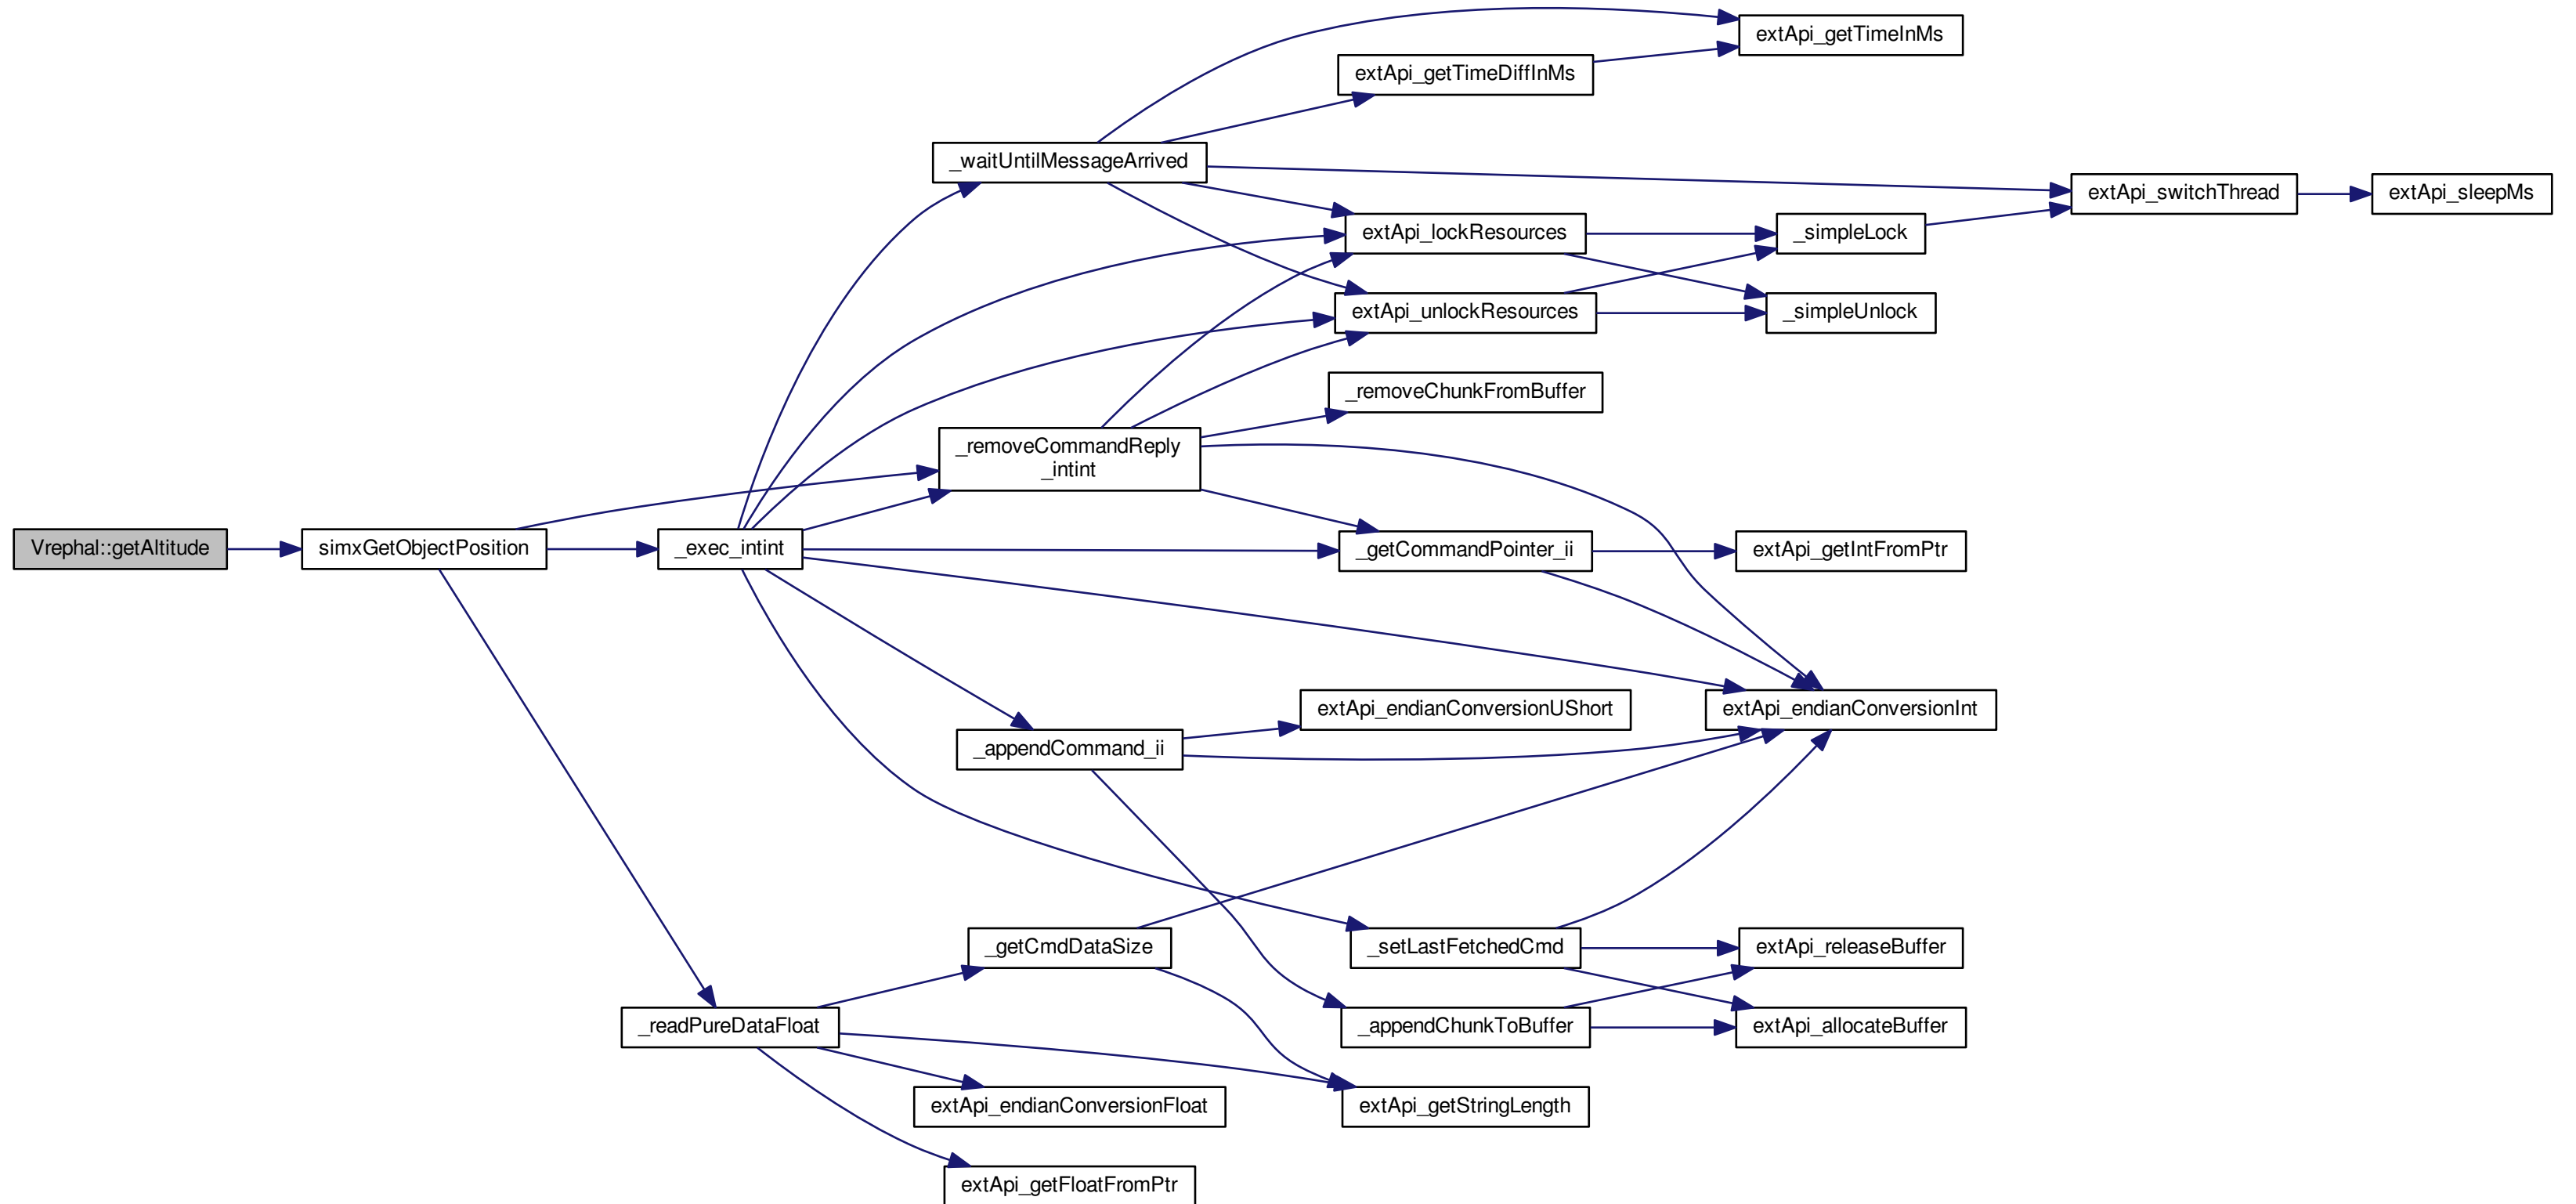 extApi_getTimeInMs
extApi_getTimeDiffInMs
_waitUntilMessageArrived
extApi_switchThread
extApi_sleepMs
extApi_lockResources
_simpleLock
extApi_unlockResources
_simpleUnlock
_removeChunkFromBuffer
_removeCommandReply
_intint
Vrephal::getAltitude
simxGetObjectPosition
_exec_intint
_getCommandPointer_ii
extApi_getIntFromPtr
extApi_endianConversionUShort
extApi_endianConversionInt
_appendCommand_ii
_getCmdDataSize
_setLastFetchedCmd
extApi_releaseBuffer
_readPureDataFloat
_appendChunkToBuffer
extApi_allocateBuffer
extApi_endianConversionFloat
extApi_getStringLength
extApi_getFloatFromPtr